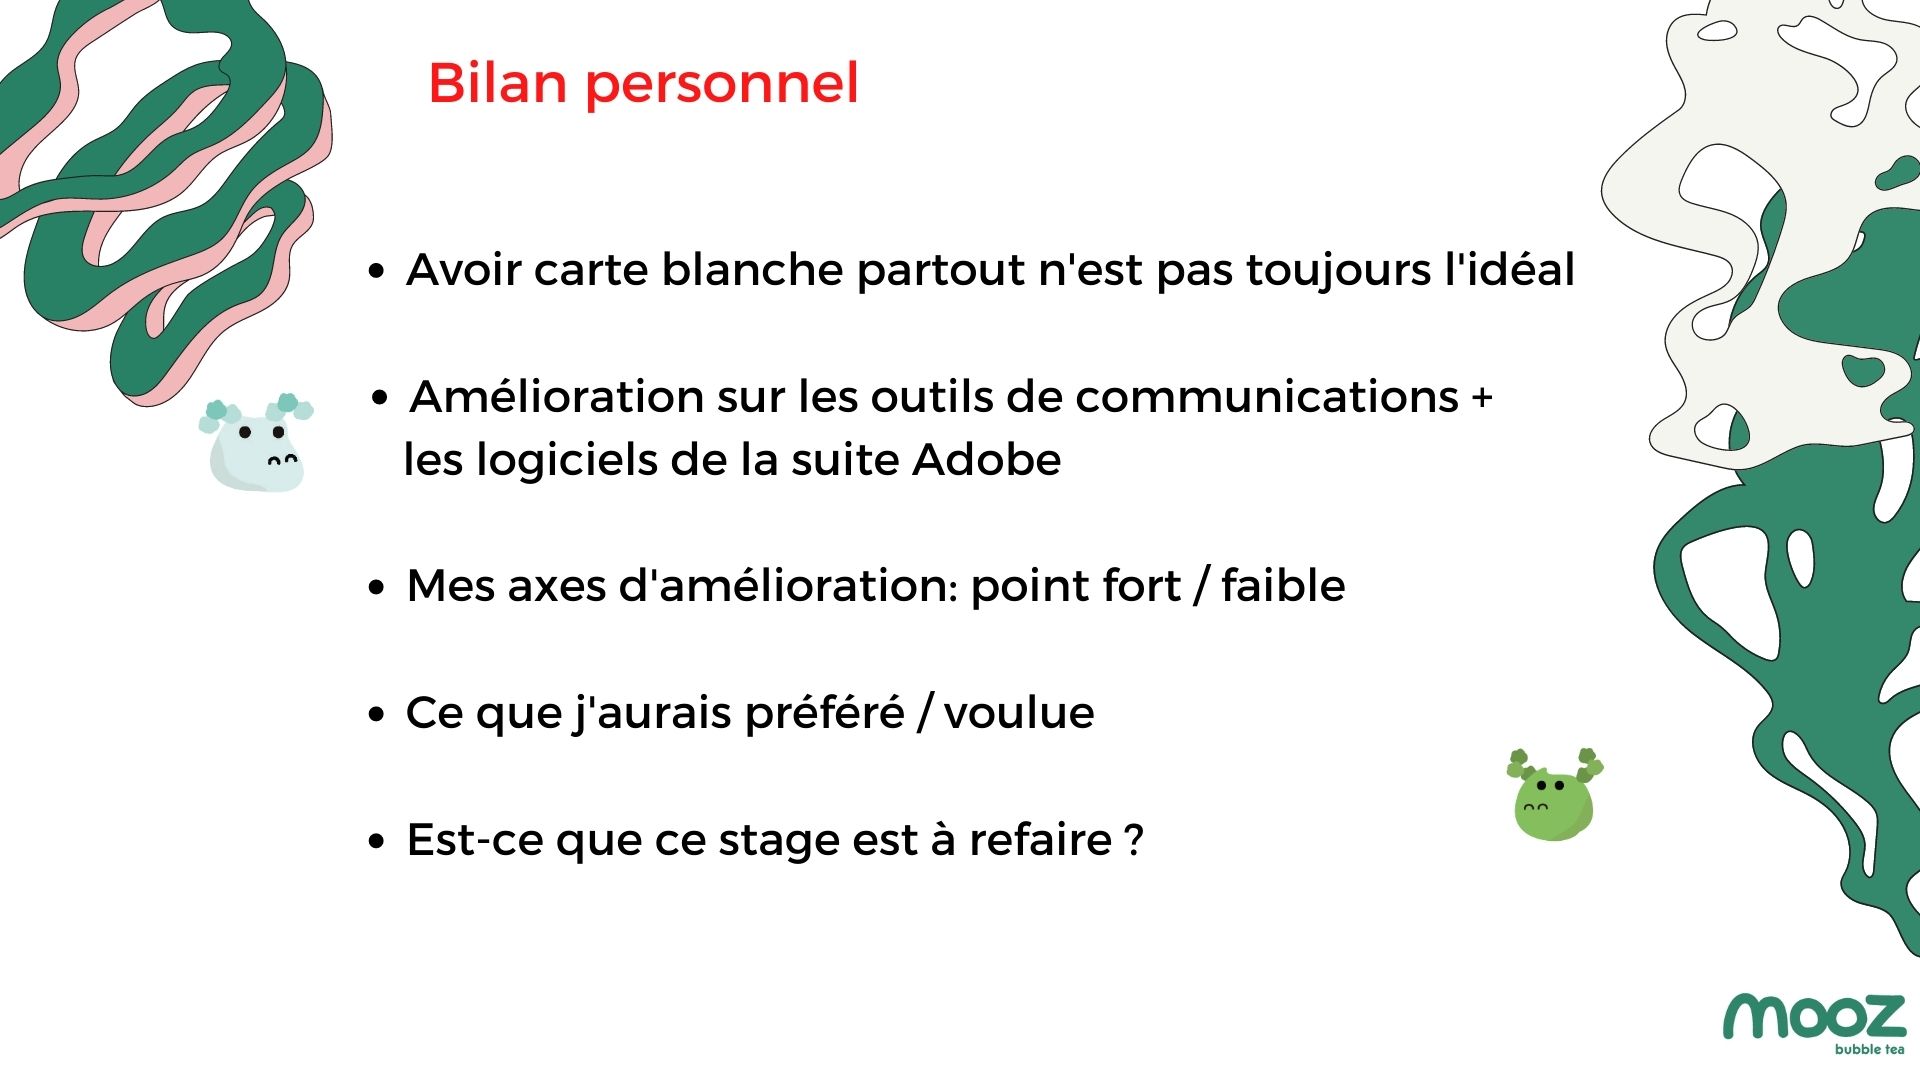 Bilan personnel
• Avoir carte blanche partout n'est pas toujours l'idéal
• Amélioration sur les outils de communications +
les logiciels de la suite Adobe
• Mes axes d'amélioration: point fort / faible
• Ce que j'aurais préféré / voulue
• Est-ce que ce stage est à refaire ?
mooz
bubble tea